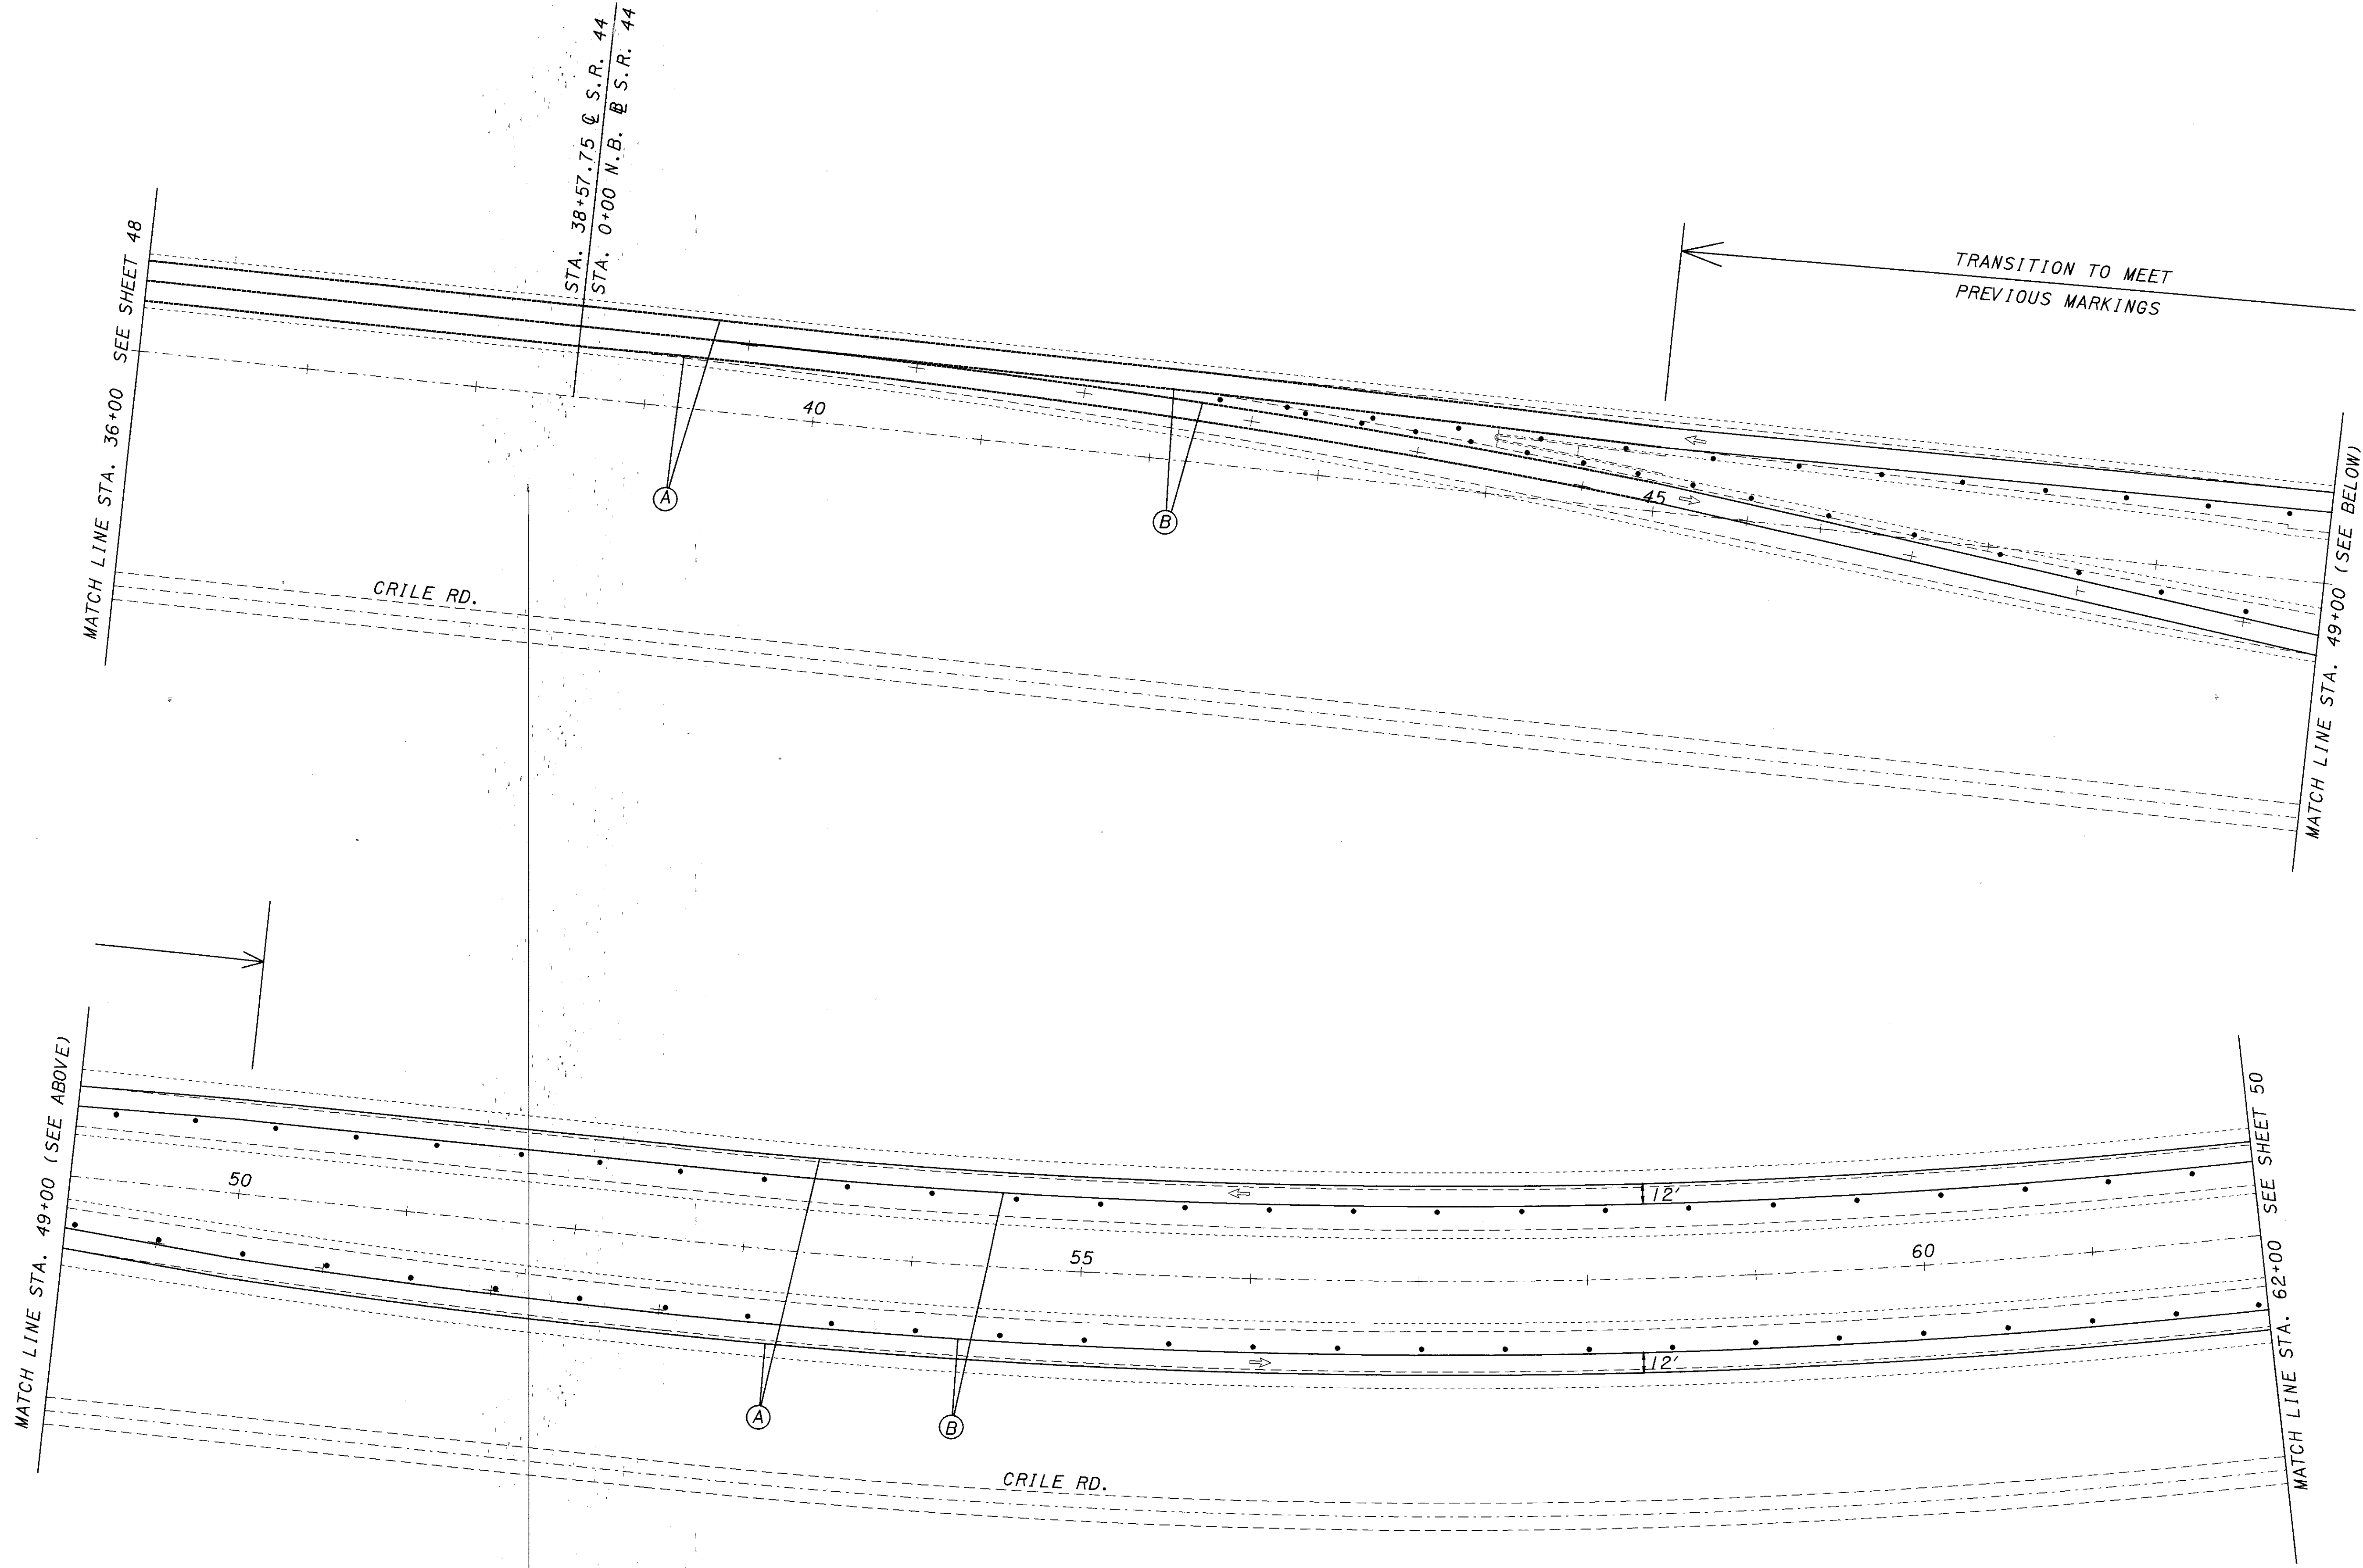 STA. 38+57.75 ℄ S.R. 44
STA. 0+00 N.B. ℄ S.R. 44
MATCH LINE STA. 36+00 SEE SHEET 48
TRANSITION TO MEET
PREVIOUS MARKINGS
40
45
A
B
CRILE RD.
MATCH LINE STA. 49+00 (SEE BELOW)
MATCH LINE STA. 49+00 (SEE ABOVE)
50
55
60
12'
12'
A
B
CRILE RD.
MATCH LINE STA. 62+00 SEE SHEET 50